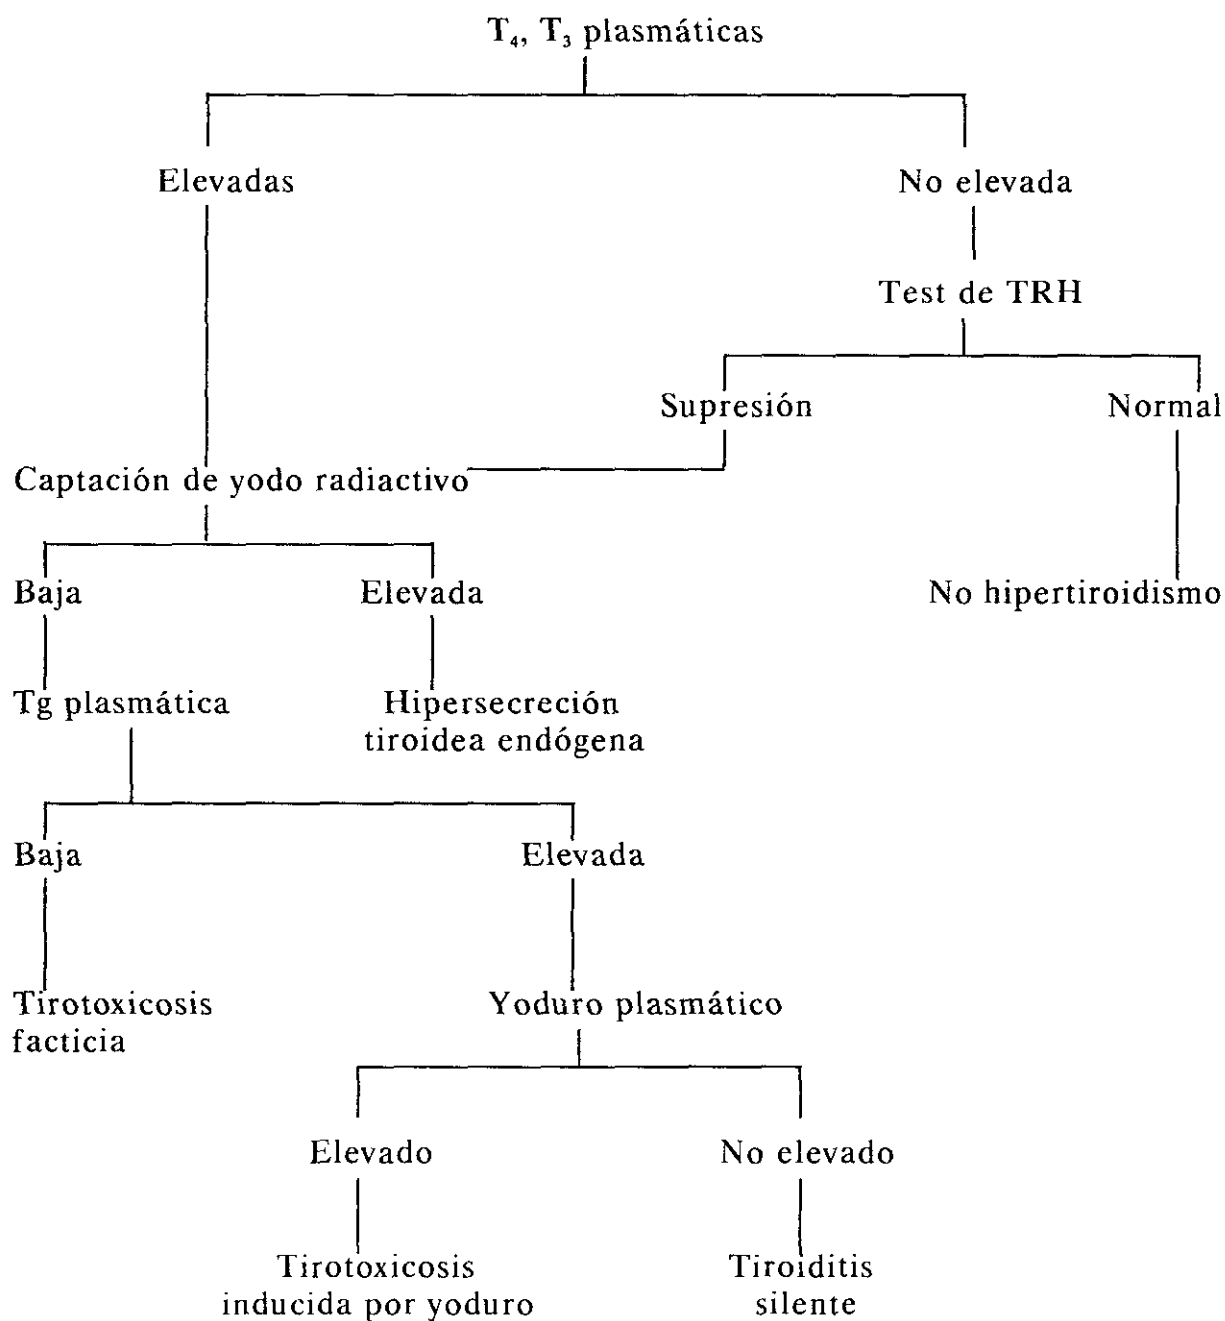 T₄, T₃ plasmáticas
Elevadas
No elevada
Test de TRH
Supresión
Normal
Captación de yodo radiactivo
Baja
Elevada
No hipertiroidismo
Tg plasmática
Hipersecreción
tiroidea endógena
Baja
Elevada
Tirotoxicosis
facticia
Yoduro plasmático
Elevado
No elevado
Tirotoxicosis
inducida por yoduro
Tiroiditis
silente